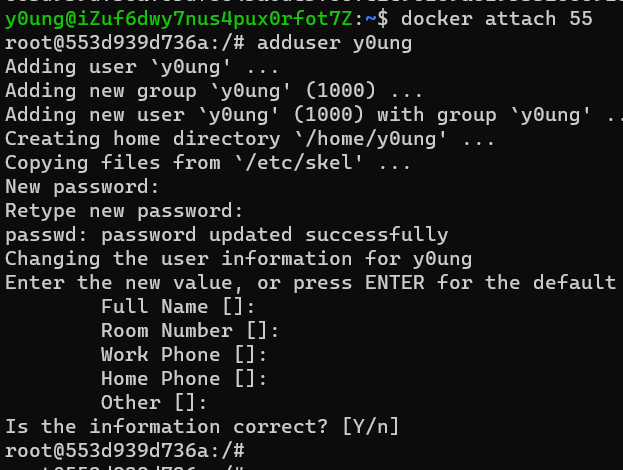 y0ung@iZuf6dwy7nus4pux0rfot7Z:~$ docker attach 55
root@553d939d736a:/# adduser y0ung
Adding user `y0ung' ...
Adding new group `y0ung' (1000) ...
Adding new user `y0ung' (1000) with group `y0ung' ..
Creating home directory `/home/y0ung' ...
Copying files from `/etc/skel' ...
New password:
Retype new password:
passwd: password updated successfully
Changing the user information for y0ung
Enter the new value, or press ENTER for the default
        Full Name []:
        Room Number []:
        Work Phone []:
        Home Phone []:
        Other []:
Is the information correct? [Y/n]
root@553d939d736a:/#